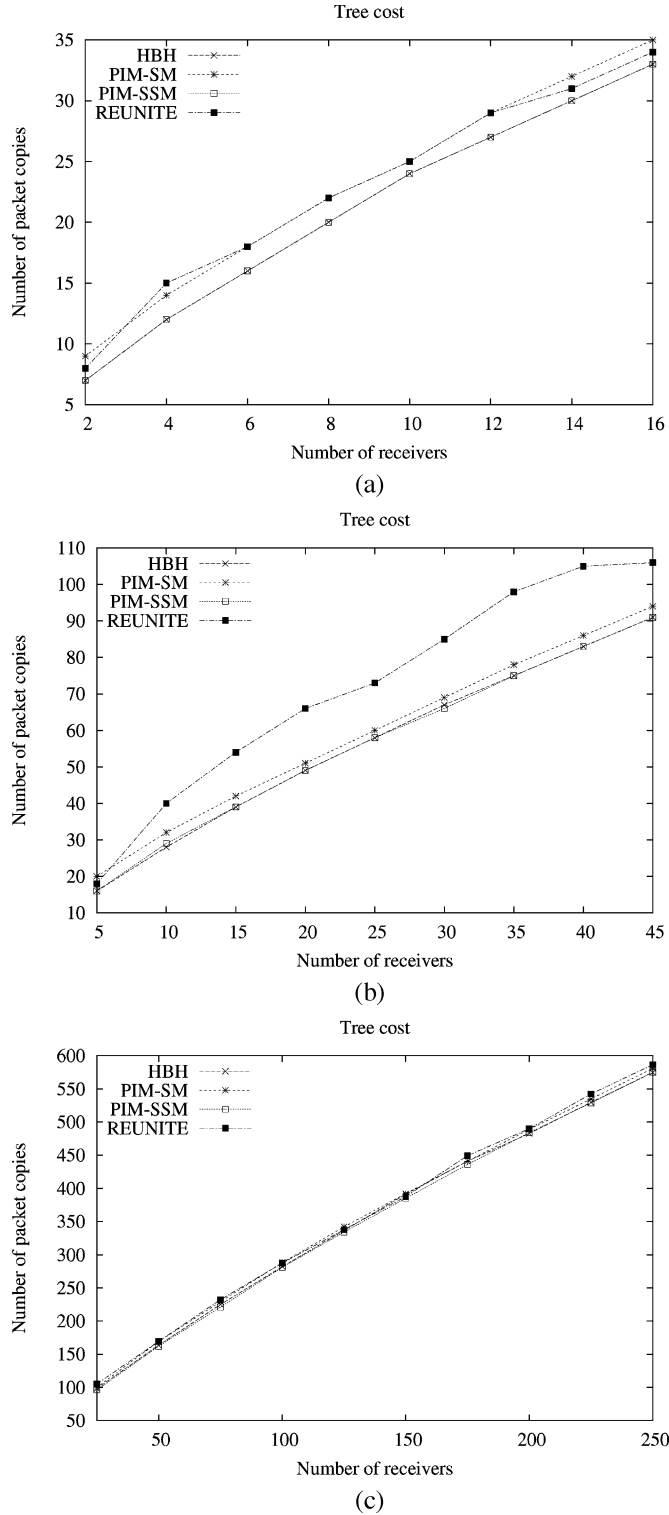 Tree cost
35
30
25
20
15
10
5
HBH
PIM-SM
PIM-SSM
REUNITE
Number of packet copies
2 4 6 8 10 12 14 16
Number of receivers
(a)
Tree cost
110
100
90
80
70
60
50
40
30
20
10
HBH
PIM-SM
PIM-SSM
REUNITE
Number of packet copies
5 10 15 20 25 30 35 40 45
Number of receivers
(b)
Tree cost
600
550
500
450
400
350
300
250
200
150
100
50
HBH
PIM-SM
PIM-SSM
REUNITE
Number of packet copies
50 100 150 200 250
Number of receivers
(c)